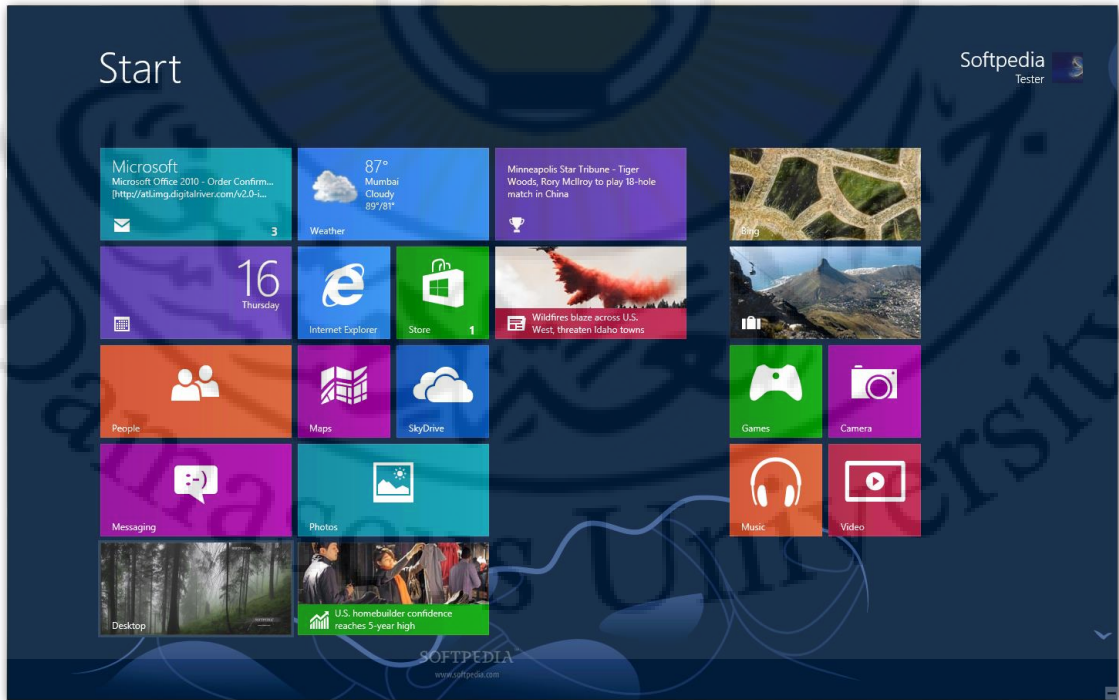 Start
Softpedia
Tester
Microsoft
Microsoft Office 2010 - Order Confirm...
[http://atl.img.digitalriver.com/v2.0-i...
3
87°
Mumbai
Cloudy
89°/81°
Weather
Minneapolis Star Tribune - Tiger
Woods, Rory McIlroy to play 18-hole
match in China
Bing
16
Thursday
Internet Explorer
Store
1
Wildfires blaze across U.S.
West, threaten Idaho towns
People
Maps
SkyDrive
Games
Camera
:-)
Messaging
Photos
Music
Video
Desktop
U.S. homebuilder confidence
reaches 5-year high
SOFTPEDIA
www.softpedia.com
Damascus University